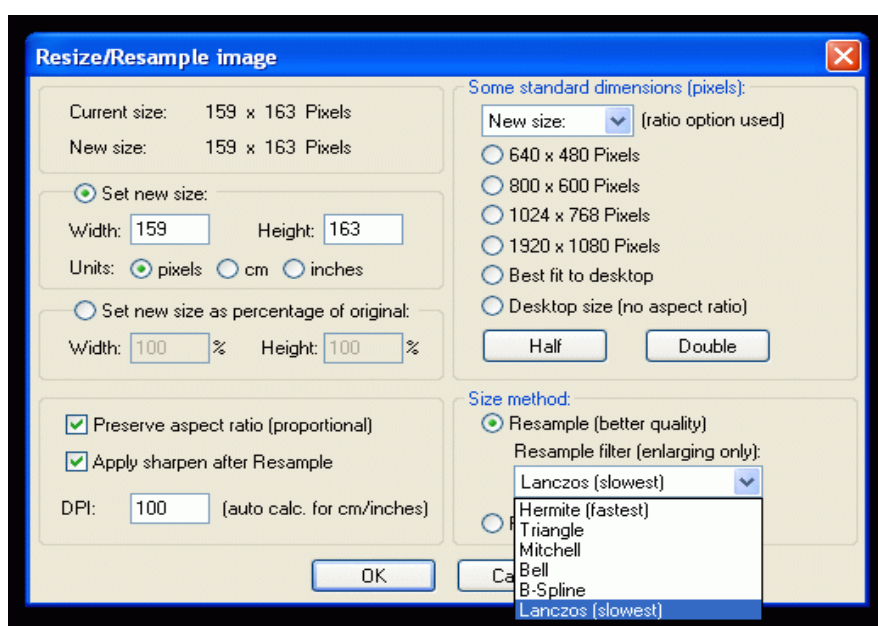 Resize/Resample image
Current size: 159 x 163 Pixels
New size: 159 x 163 Pixels
Set new size:
Width: 159 Height: 163
Units: pixels cm inches
Set new size as percentage of original:
Width: 100 % Height: 100 %
Preserve aspect ratio (proportional)
Apply sharpen after Resample
DPI: 100 (auto calc. for cm/inches)
Some standard dimensions (pixels):
New size: (ratio option used)
640 x 480 Pixels
800 x 600 Pixels
1024 x 768 Pixels
1920 x 1080 Pixels
Best fit to desktop
Desktop size (no aspect ratio)
Half Double
Size method:
Resample (better quality)
Resample filter (enlarging only):
Lanczos (slowest)
Hermite (fastest)
Triangle
Mitchell
Bell
B-Spline
Lanczos (slowest)
OK